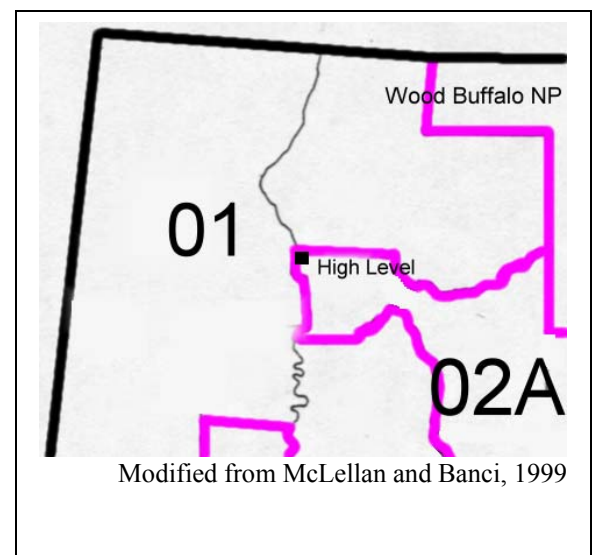 Wood Buffalo NP
01
High Level
02A
Modified from McLellan and Banci, 1999